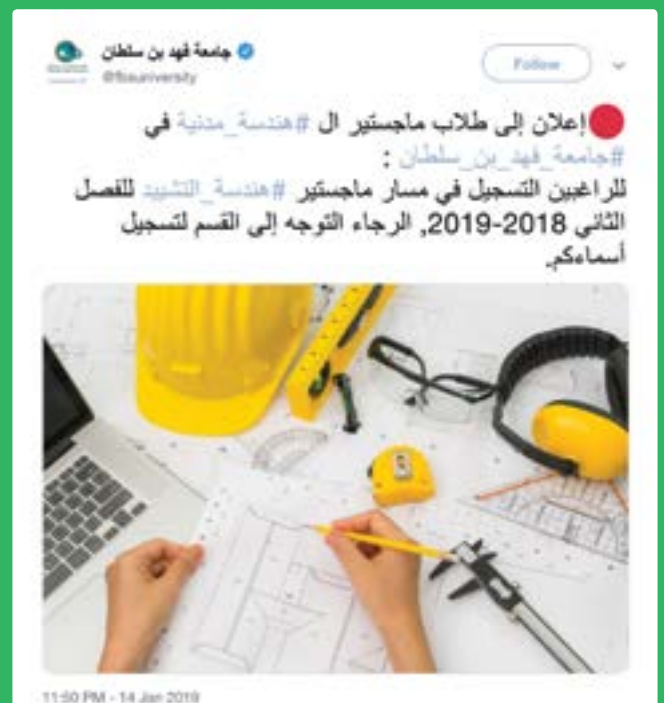 جامعة فهد بن سلطان
@fbsuniversity
Follow
إعلان إلى طلاب ماجستير ال #هندسة_مدنية في
#جامعة_فهد_بن_سلطان :
للراغبين التسجيل في مسار ماجستير #هندسة_التشييد للفصل
الثاني 2018-2019, الرجاء التوجه إلى القسم لتسجيل
أسماءكم.
11:50 PM - 14 Jan 2019